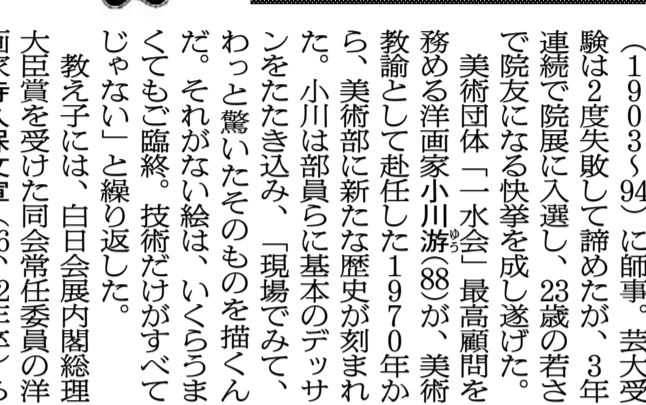 (1903〜94)に師事。芸大受
験は2度失敗して諦めたが、3年
連続で院展に入選し、23歳の若さ
で院友になる快挙を成し遂げた。
美術団体「一水会」最高顧問を
務める洋画家小川游(88)が、美術
ゆう
教諭として赴任した1970年か
ら、美術部に新たな歴史が刻まれ
た。小川は部員らに基本のデッサ
ンをたたき込み、「現場でみて、
わっと驚いたそのものを描くん
だ。それがない絵は、いくらうま
くてもご臨終。技術だけがすべて
じゃない」と繰り返した。
教え子には、白日会展内閣総理
大臣賞を受けた同会常任委員の洋